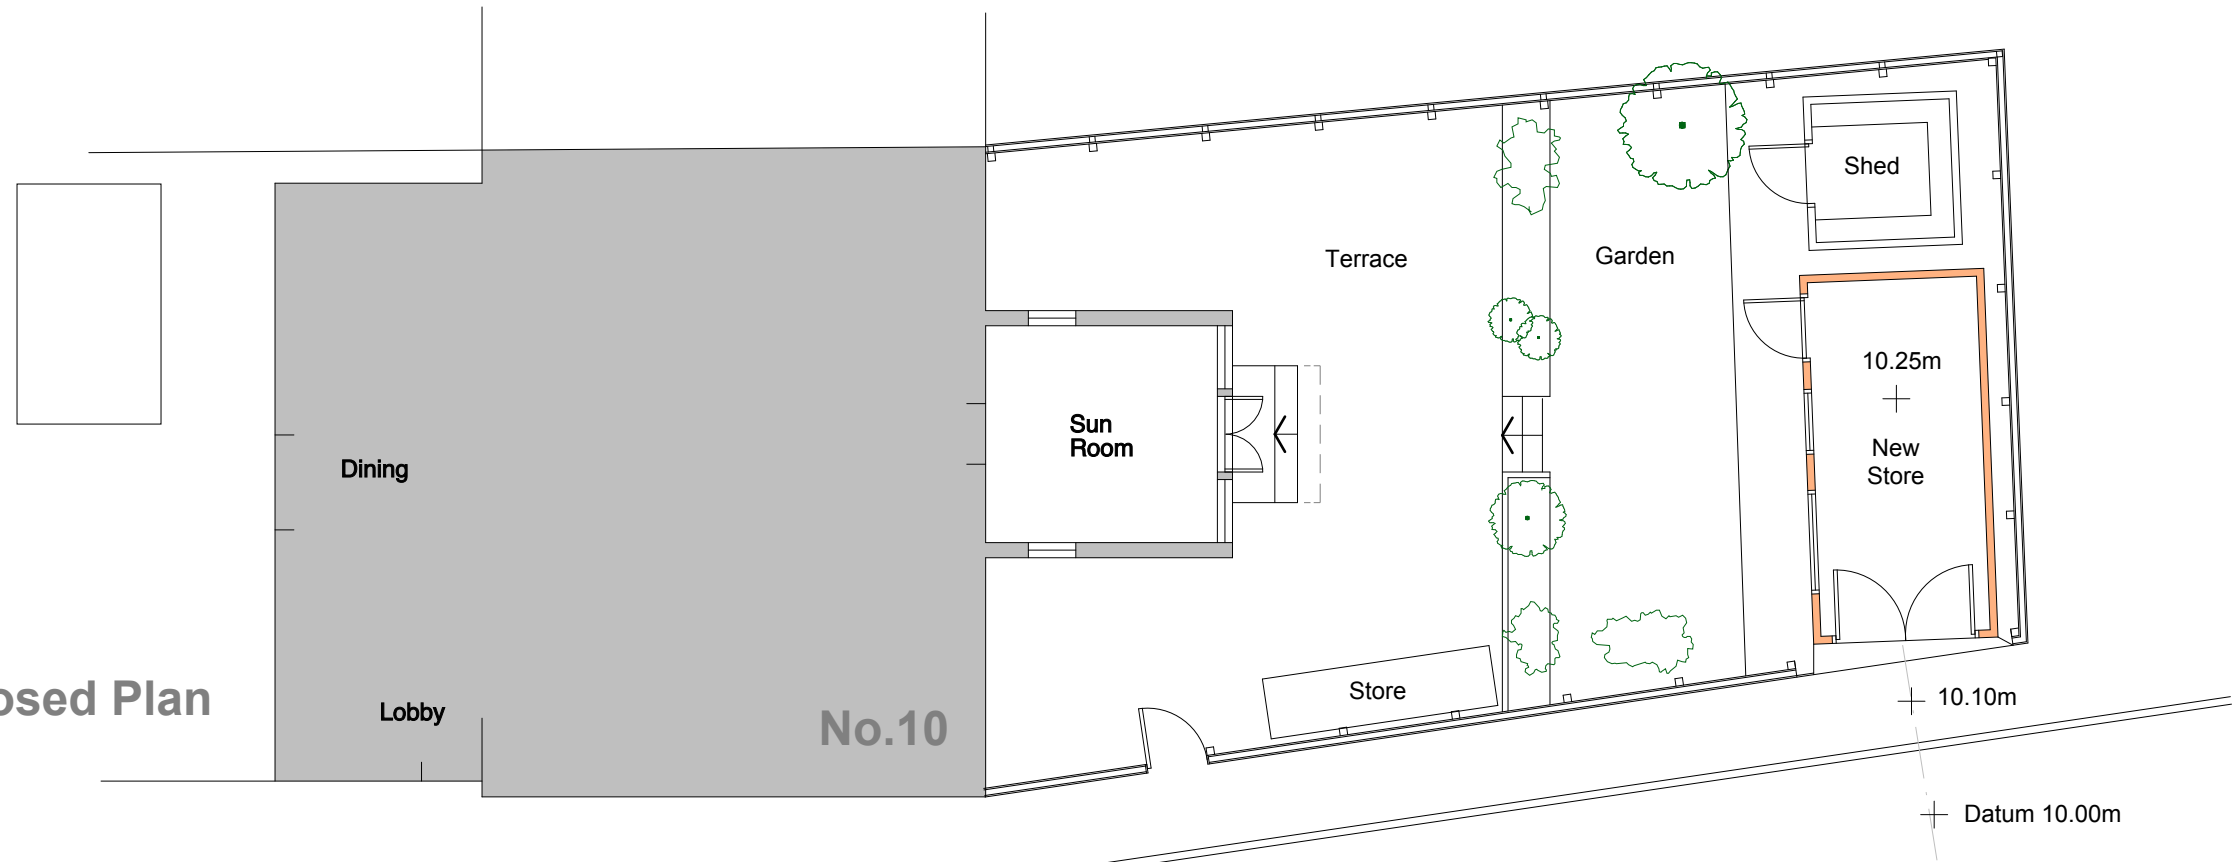 Shed
Terrace
Garden
10.25m
Sun
Room
New
Store
Dining
Store
osed Plan
Lobby
No.10
10.10m
Datum 10.00m